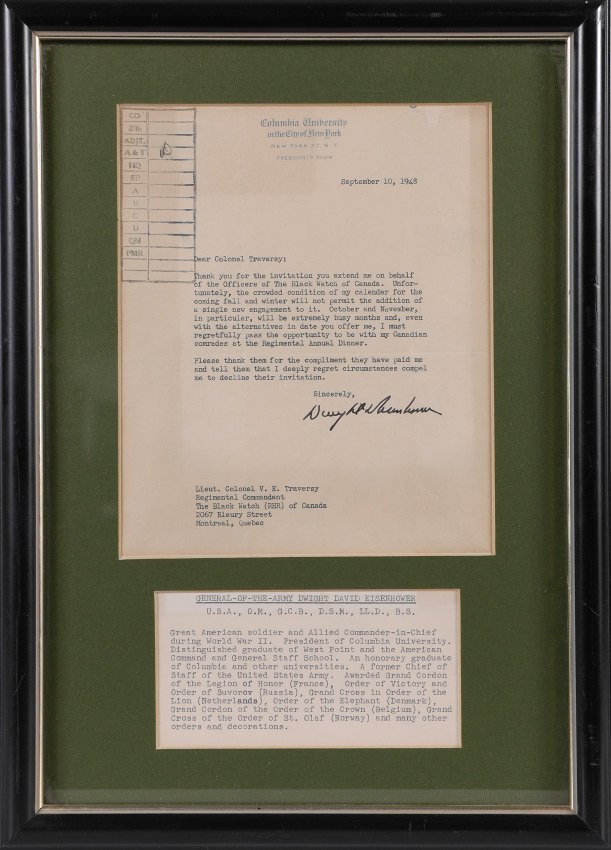 CO
2IC
ADJT.
A & T
HQ
SP
A
B
C
D
QM
PMR
Columbia University
in the City of New York
NEW YORK 27, N. Y.
PRESIDENT'S ROOM
September 10, 1948
Dear Colonel Traversy:
Thank you for the invitation you extend me on behalf
of the Officers of The Black Watch of Canada. Unfor-
tunately, the crowded condition of my calendar for the
coming fall and winter will not permit the addition of
a single new engagement to it. October and November,
in particular, will be extremely busy months and, even
with the alternatives in date you offer me, I must
regretfully pass the opportunity to be with my Canadian
comrades at the Regimental Annual Dinner.
Please thank them for the compliment they have paid me
and tell them that I deeply regret circumstances compel
me to decline their invitation.
Sincerely,
Dwight D Eisenhower
Lieut. Colonel V. E. Traversy
Regimental Commandant
The Black Watch (RHR) of Canada
2067 Bleury Street
Montreal, Quebec
GENERAL-OF-THE-ARMY DWIGHT DAVID EISENHOWER
U.S.A., O.M., G.C.B., D.S.M., LL.D., B.S.
Great American soldier and Allied Commander-in-Chief
during World War II. President of Columbia University.
Distinguished graduate of West Point and the American
Command and General Staff School. An honorary graduate
of Columbia and other universities. A former Chief of
Staff of the United States Army. Awarded Grand Cordon
of the Legion of Honor (France), Order of Victory and
Order of Suvorov (Russia), Grand Cross in Order of the
Lion (Netherlands), Order of the Elephant (Denmark),
Grand Cordon of the Order of the Crown (Belgium), Grand
Cross of the Order of St. Olaf (Norway) and many other
orders and decorations.